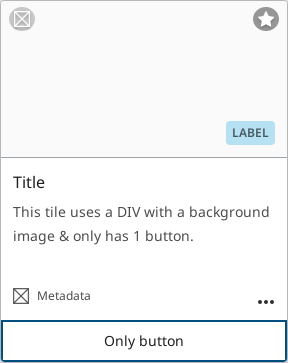 LABEL
Title
This tile uses a DIV with a background
image & only has 1 button.
Metadata
Only button